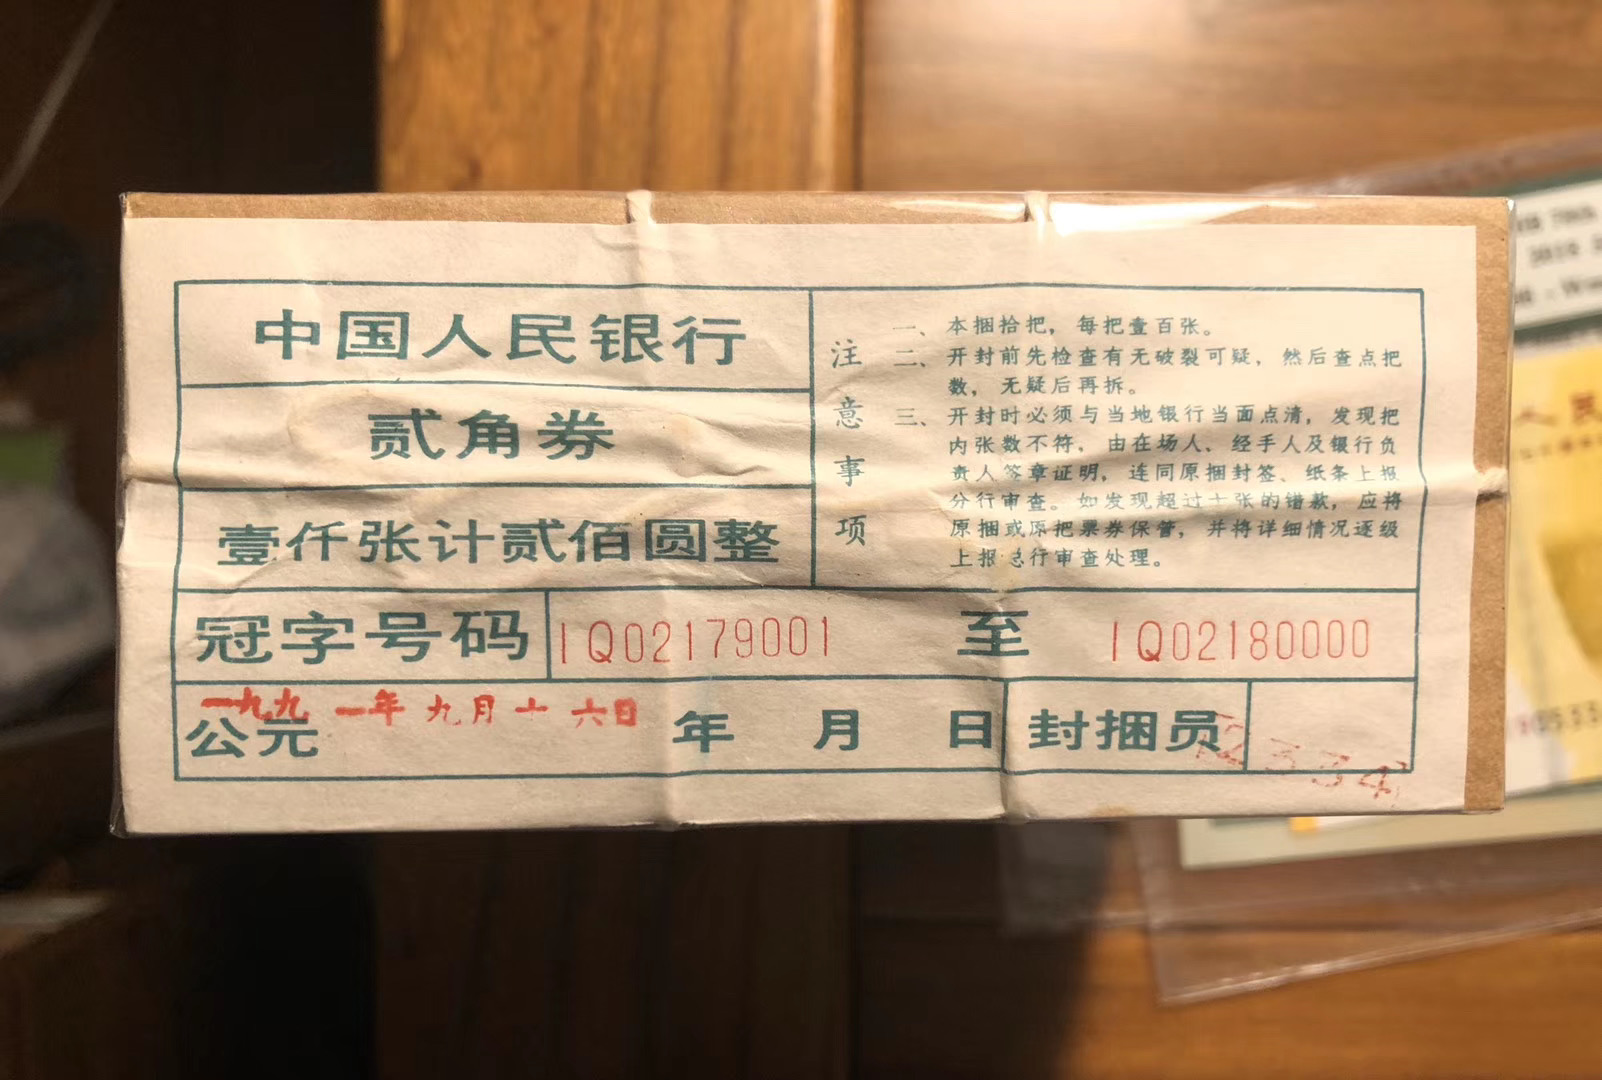 中国人民银行
贰角券
壹仟张计贰佰圆整
注意事项
一、本捆拾把，每把壹百张。
二、开封前先检查有无破裂可疑，然后查点把
数，无疑后再拆。
三、开封时必须与当地银行当面点清，发现把
内张数不符，由在场人、经手人及银行负
责人签章证明，连同原捆封签、纸条上报
分行审查。如发现超过十张的错款，应将
原捆或原把票券保管，并将详细情况逐级
上报总行审查处理。
冠字号码 IQ02179001 至 IQ02180000
一九九一年九月十六日
公元 年 月 日 封捆员
人民